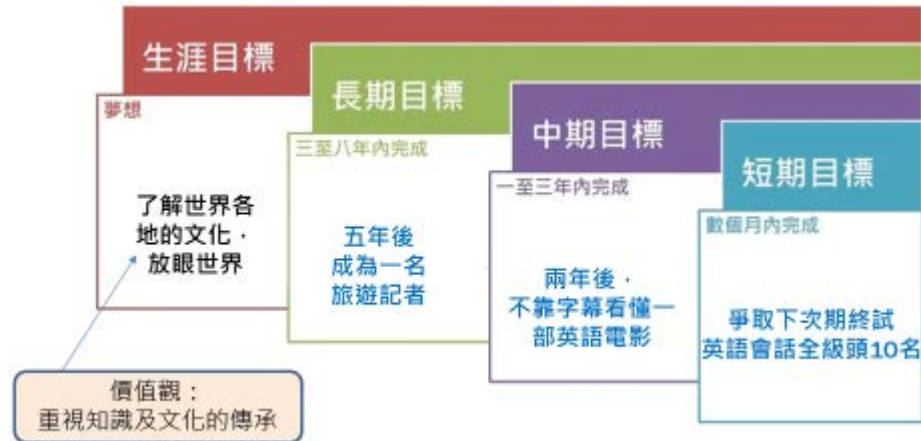 生涯目標
夢想
了解世界各
地的文化，
放眼世界
長期目標
三至八年內完成
五年後
成為一名
旅遊記者
中期目標
一至三年內完成
兩年後，
不靠字幕看懂一
部英語電影
短期目標
數個月內完成
爭取下次期終試
英語會話全級頭10名
價值觀：
重視知識及文化的傳承